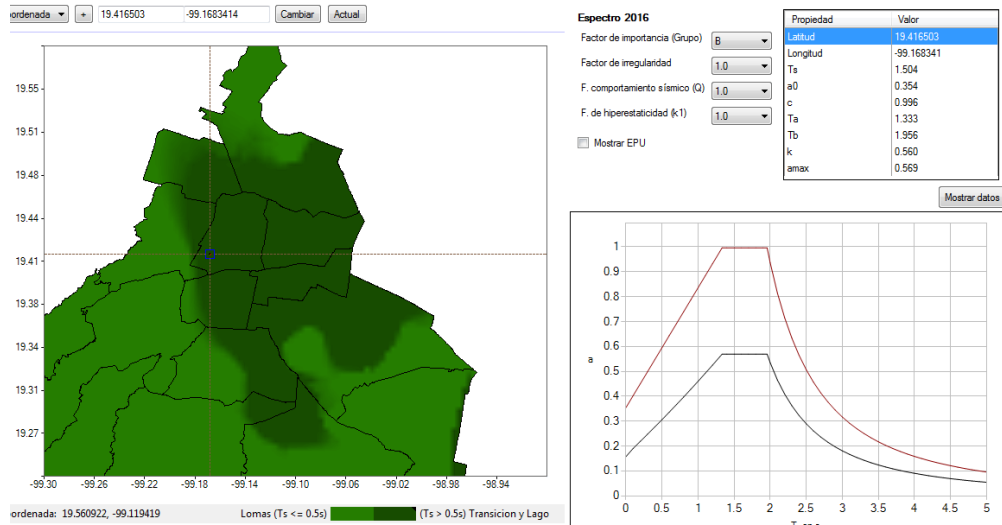 ordenada + 19.416503 -99.1683414 Cambiar Actual
19.55
19.51
19.48
19.44
19.41
19.38
19.34
19.31
19.27
-99.30 -99.26 -99.22 -99.18 -99.14 -99.10 -99.06 -99.02 -98.98 -98.94
ordenada: 19.560922, -99.119419 Lomas (Ts <= 0.5s) (Ts > 0.5s) Transicion y Lago
Espectro 2016
Factor de importancia (Grupo) B
Factor de irregularidad 1.0
F. comportamiento sísmico (Q) 1.0
F. de hiperestaticidad (k1) 1.0
Mostrar EPU
Propiedad Valor
Latitud 19.416503
Longitud -99.168341
Ts 1.504
a0 0.354
c 0.996
Ta 1.333
Tb 1.956
k 0.560
amax 0.569
Mostrar datos
1
0.9
0.8
0.7
0.6
a
0.5
0.4
0.3
0.2
0.1
0
0 0.5 1 1.5 2 2.5 3 3.5 4 4.5 5